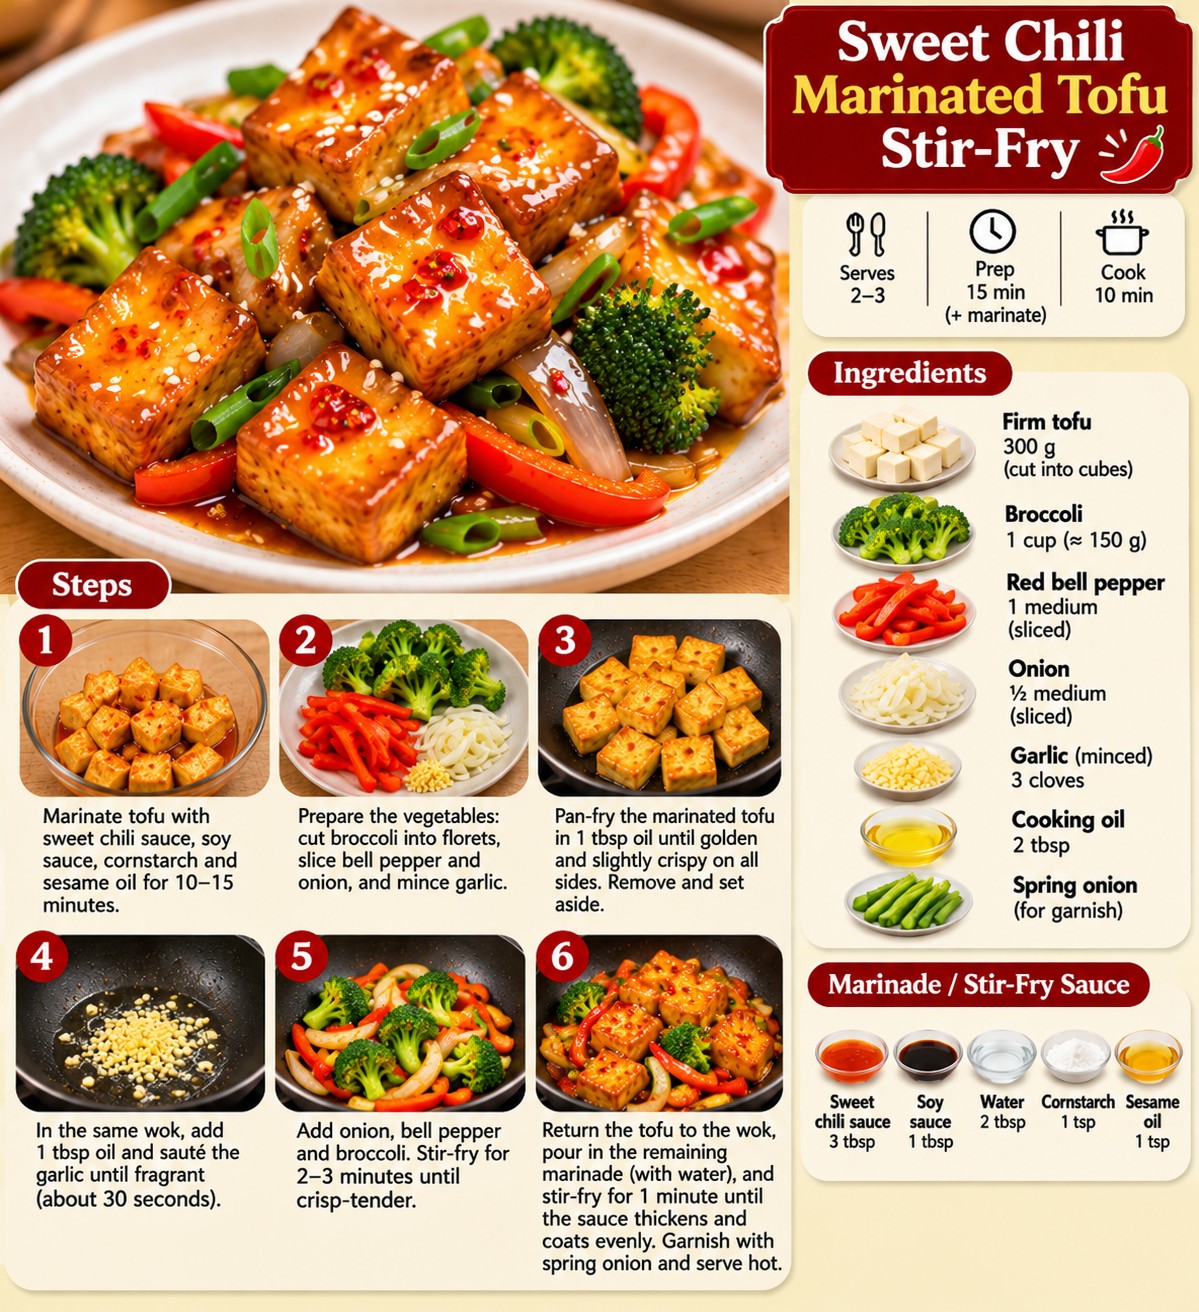 Sweet Chili
Marinated Tofu
Stir-Fry
Serves
2–3
Prep
15 min
(+ marinate)
Cook
10 min
Ingredients
Firm tofu
300 g
(cut into cubes)
Broccoli
1 cup (≈ 150 g)
Red bell pepper
1 medium
(sliced)
Onion
½ medium
(sliced)
Garlic (minced)
3 cloves
Cooking oil
2 tbsp
Spring onion
(for garnish)
Marinade / Stir-Fry Sauce
Sweet
chili sauce
3 tbsp
Soy
sauce
1 tbsp
Water
2 tbsp
Cornstarch
1 tsp
Sesame
oil
1 tsp
Steps
1
Marinate tofu with
sweet chili sauce, soy
sauce, cornstarch and
sesame oil for 10–15
minutes.
2
Prepare the vegetables:
cut broccoli into florets,
slice bell pepper and
onion, and mince garlic.
3
Pan-fry the marinated tofu
in 1 tbsp oil until golden
and slightly crispy on all
sides. Remove and set
aside.
4
In the same wok, add
1 tbsp oil and sauté the
garlic until fragrant
(about 30 seconds).
5
Add onion, bell pepper
and broccoli. Stir-fry for
2–3 minutes until
crisp-tender.
6
Return the tofu to the wok,
pour in the remaining
marinade (with water), and
stir-fry for 1 minute until
the sauce thickens and
coats evenly. Garnish with
spring onion and serve hot.